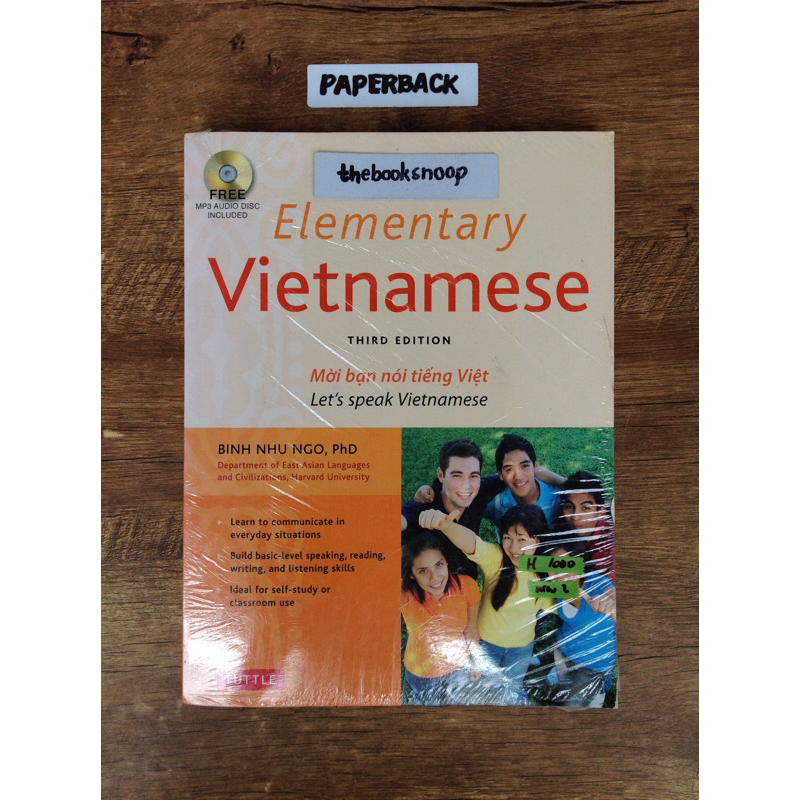 PAPERBACK
thebooksnoop
FREE
MP3 AUDIO DISC
INCLUDED
Elementary
Vietnamese
THIRD EDITION
Mời bạn nói tiếng Việt
Let's speak Vietnamese
BINH NHU NGO, PhD
Department of East Asian Languages
and Civilizations, Harvard University
Learn to communicate in
everyday situations
Build basic-level speaking, reading,
writing, and listening skills
Ideal for self-study or
classroom use
H 1000
TUTTLE